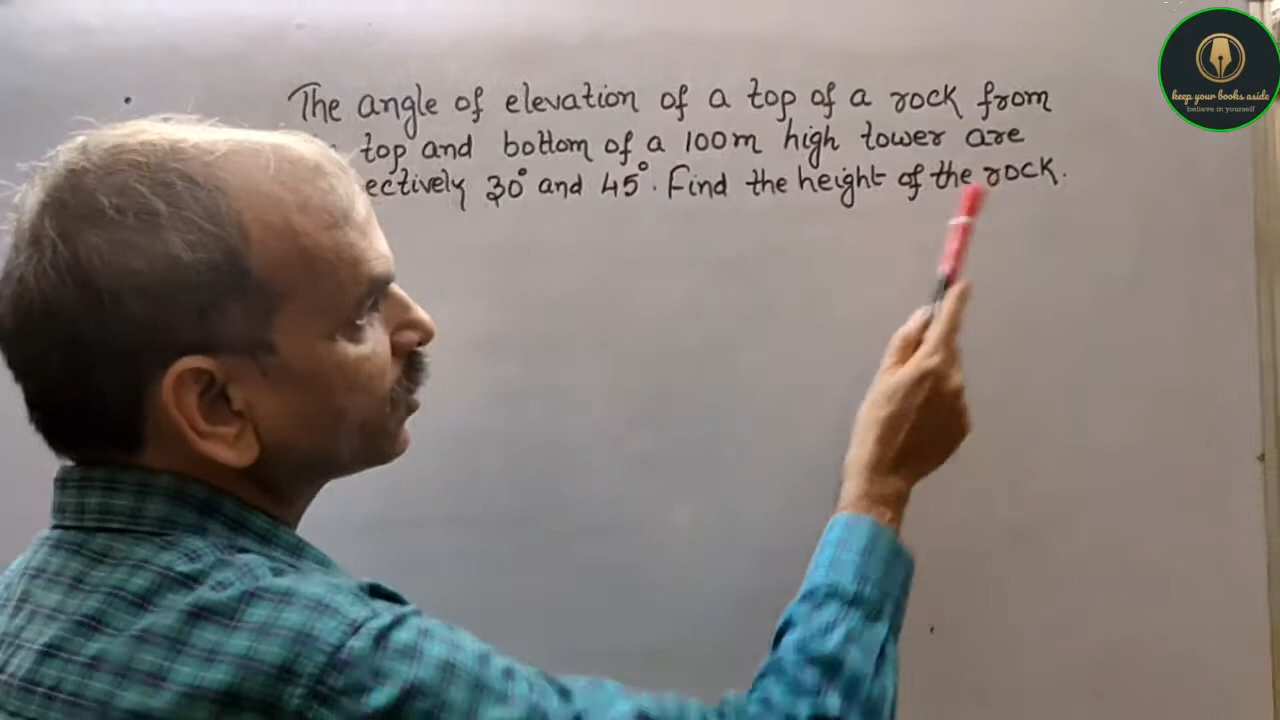 The angle of elevation of a top of a rock from
top and bottom of a 100m high tower are
ectively 30° and 45°. Find the height of the rock.
keep your books aside
believe in yourself